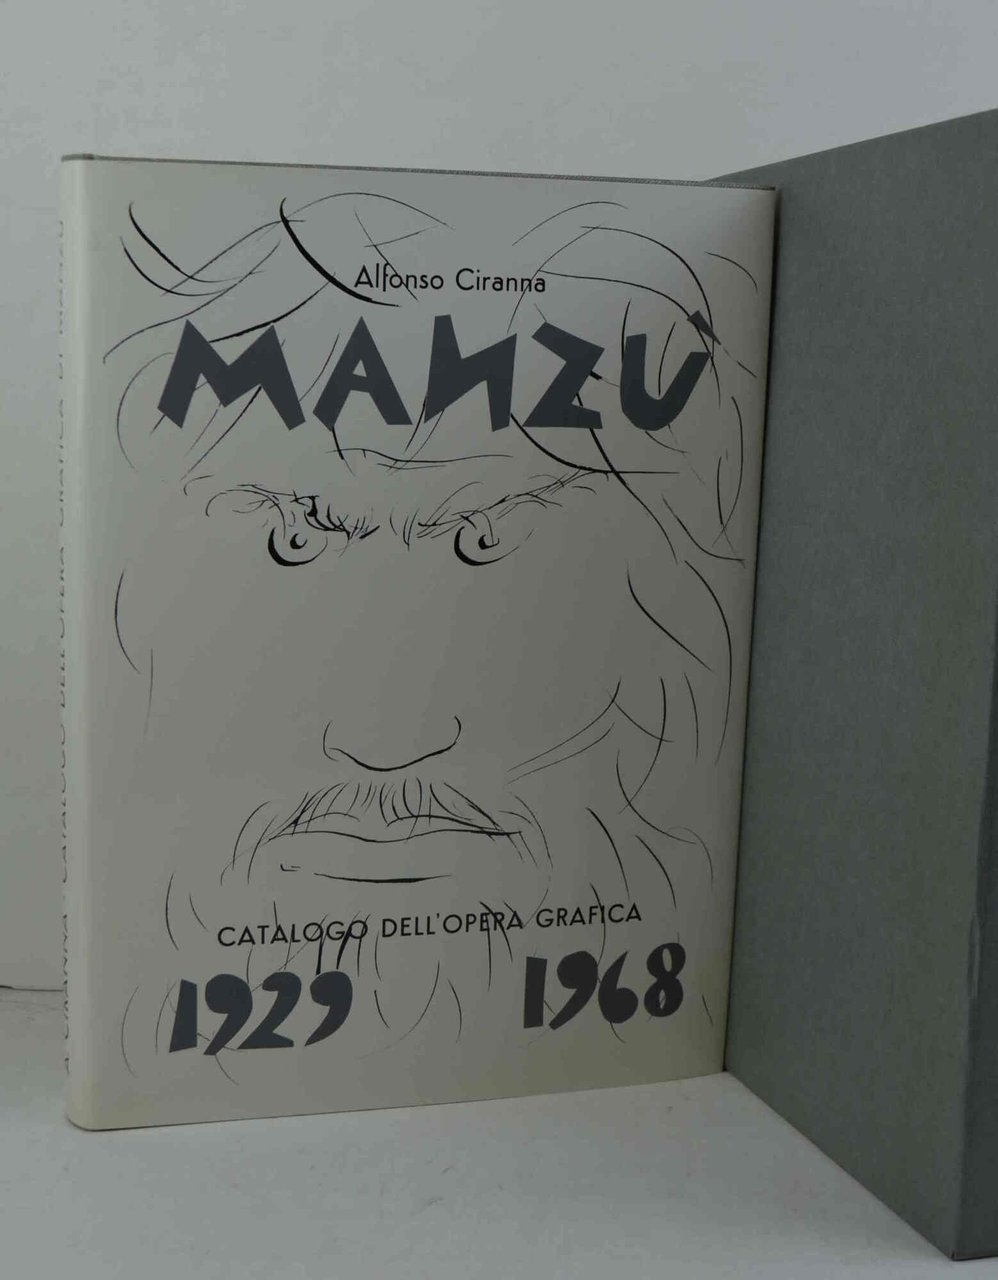 Alfonso Ciranna
MANZÙ
CATALOGO DELL'OPERA GRAFICA
1929 1968